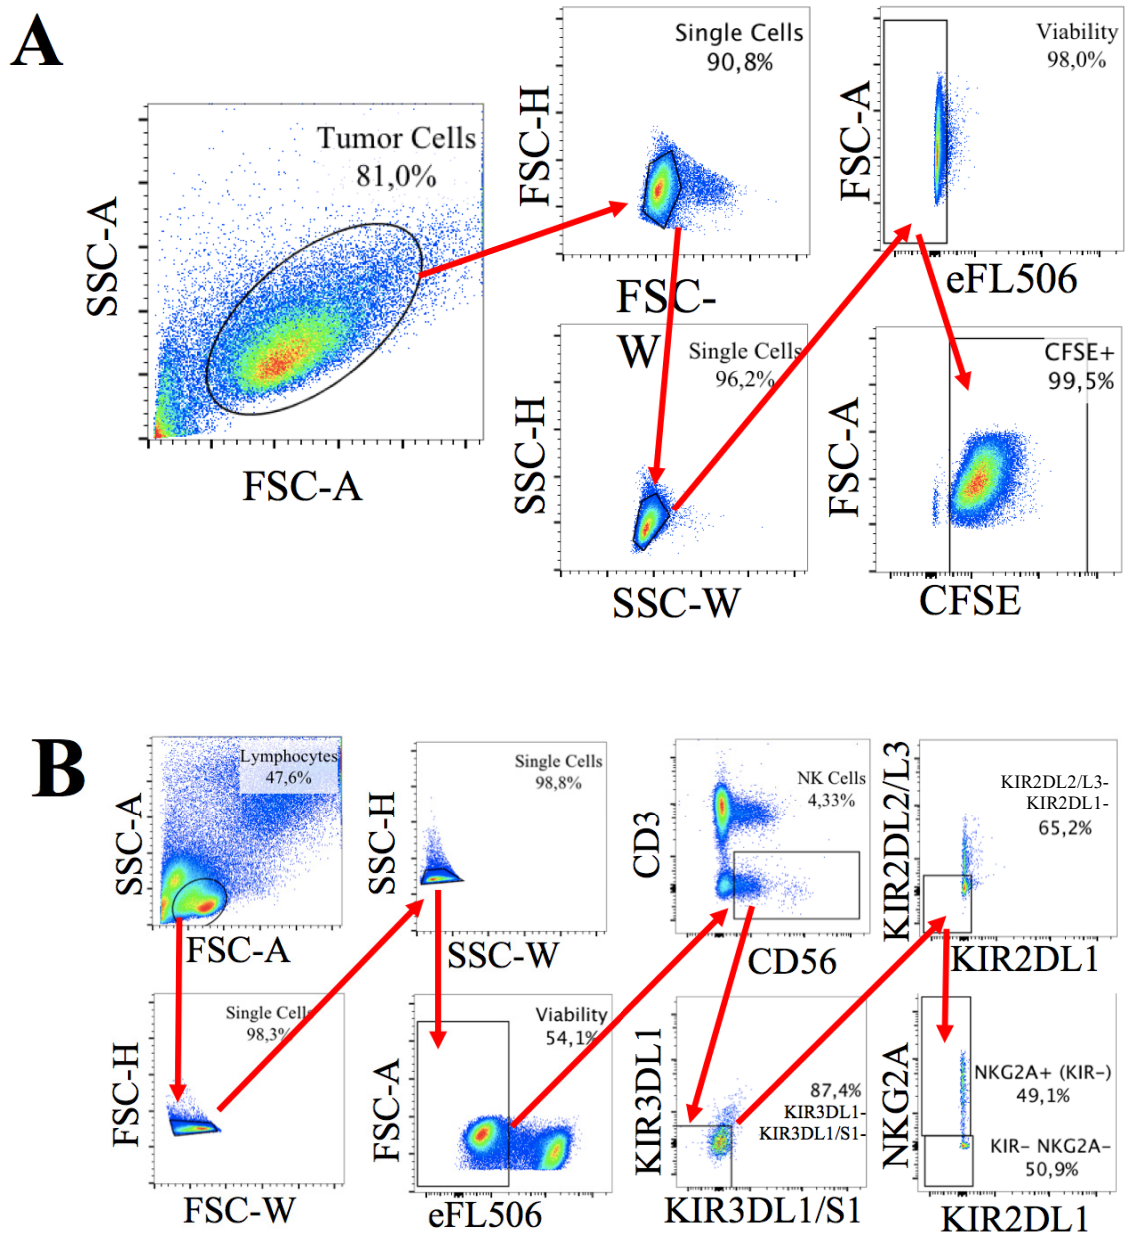 A
Tumor Cells
81,0%
SSC-A
FSC-A
Single Cells
90,8%
FSC-H
FSC-
W
Viability
98,0%
FSC-A
eFL506
Single Cells
96,2%
SSC-H
SSC-W
CFSE+
99,5%
FSC-A
CFSE
B
Lymphocytes
47,6%
SSC-A
FSC-A
Single Cells
98,8%
SSC-H
SSC-W
NK Cells
4,33%
CD3
CD56
KIR2DL2/L3-
KIR2DL1-
65,2%
KIR2DL2/L3
KIR2DL1
Single Cells
98,3%
FSC-H
FSC-W
Viability
54,1%
FSC-A
eFL506
87,4%
KIR3DL1-
KIR3DL1/S1-
KIR3DL1
KIR3DL1/S1
NKG2A+ (KIR-)
49,1%
KIR- NKG2A-
50,9%
NKG2A
KIR2DL1